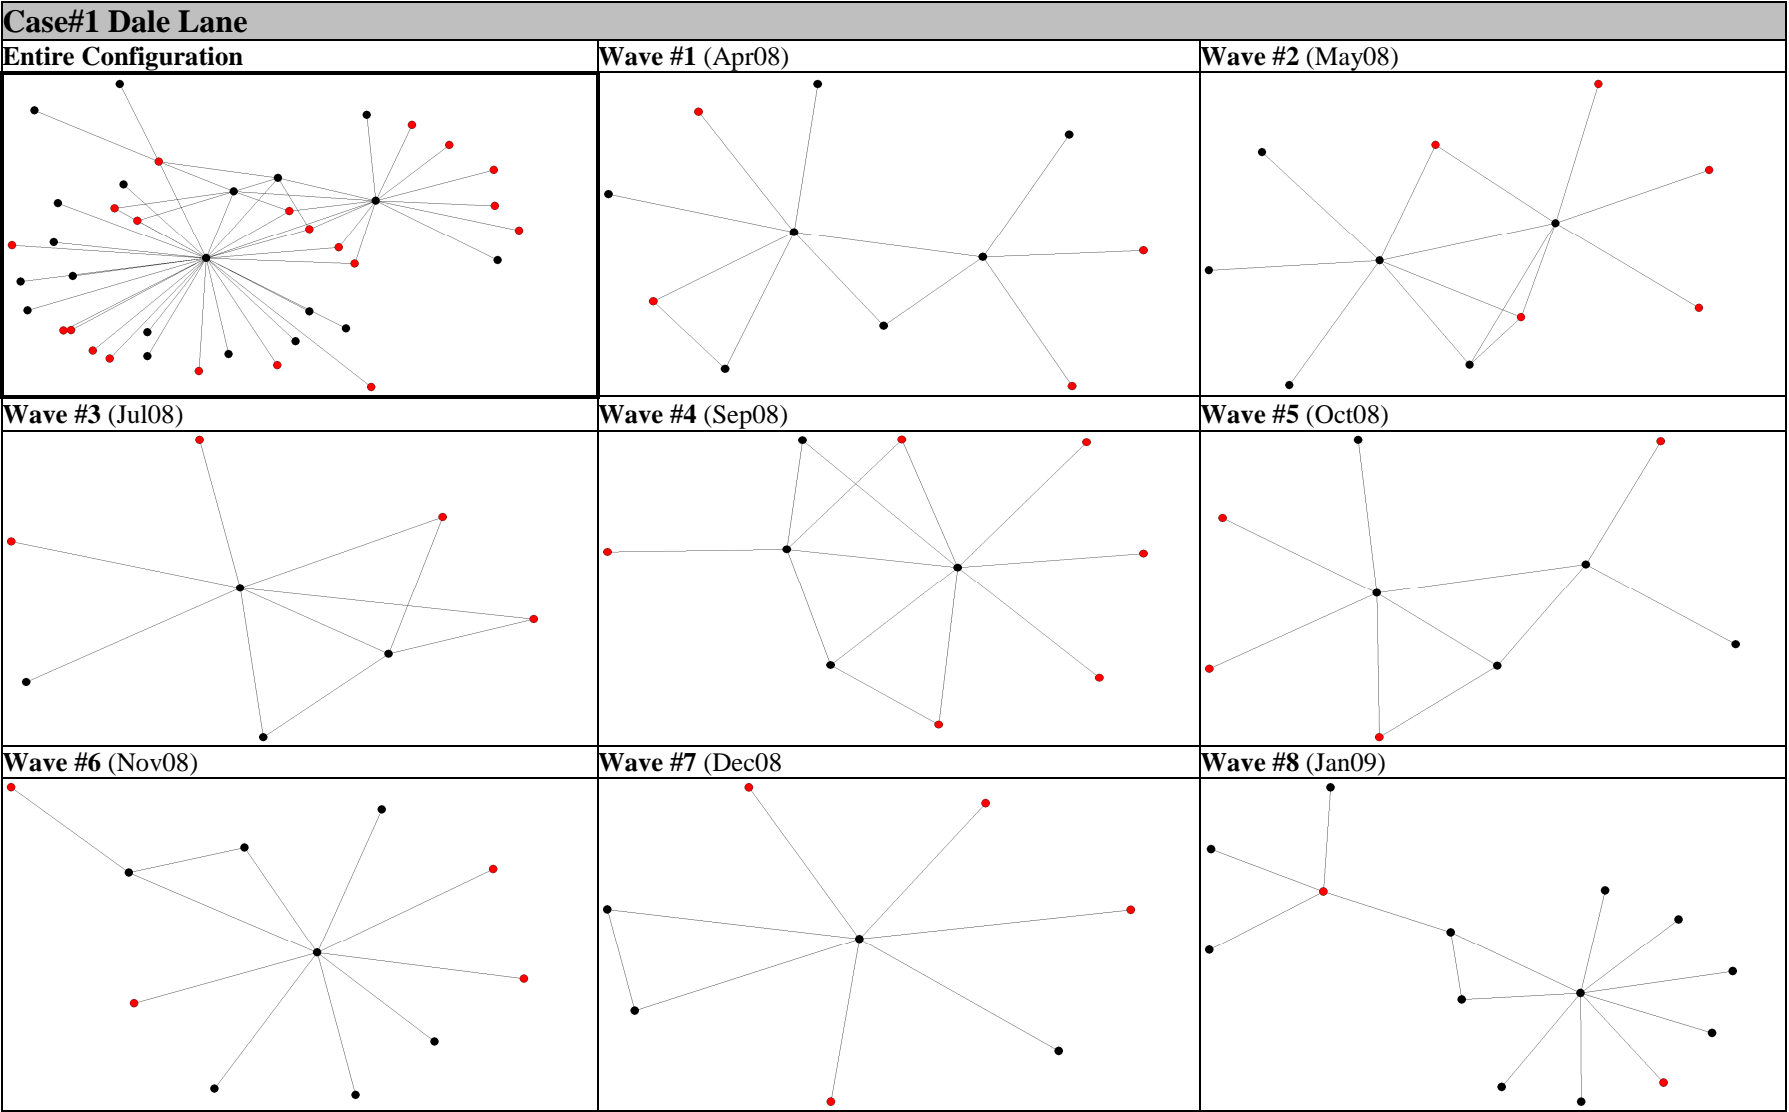 Case#1 Dale Lane
Entire Configuration
Wave #1 (Apr08)
Wave #2 (May08)
Wave #3 (Jul08)
Wave #4 (Sep08)
Wave #5 (Oct08)
Wave #6 (Nov08)
Wave #7 (Dec08
Wave #8 (Jan09)